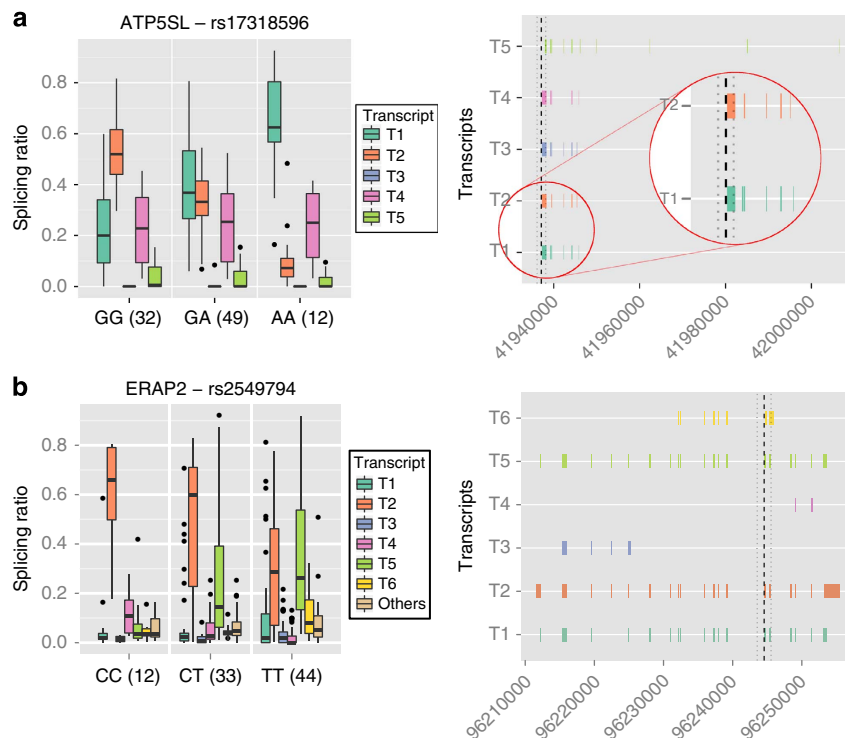 a
ATP5SL – rs17318596
Splicing ratio
0.8
0.6
0.4
0.2
0.0
GG (32) GA (49) AA (12)
Transcript
T1
T2
T3
T4
T5
Transcripts
T5
T4
T3
T2
T1
T2
T1
41940000 41960000 41980000 42000000
b
ERAP2 – rs2549794
Splicing ratio
0.8
0.6
0.4
0.2
0.0
CC (12) CT (33) TT (44)
Transcript
T1
T2
T3
T4
T5
T6
Others
Transcripts
T6
T5
T4
T3
T2
T1
96210000 96220000 96230000 96240000 96250000